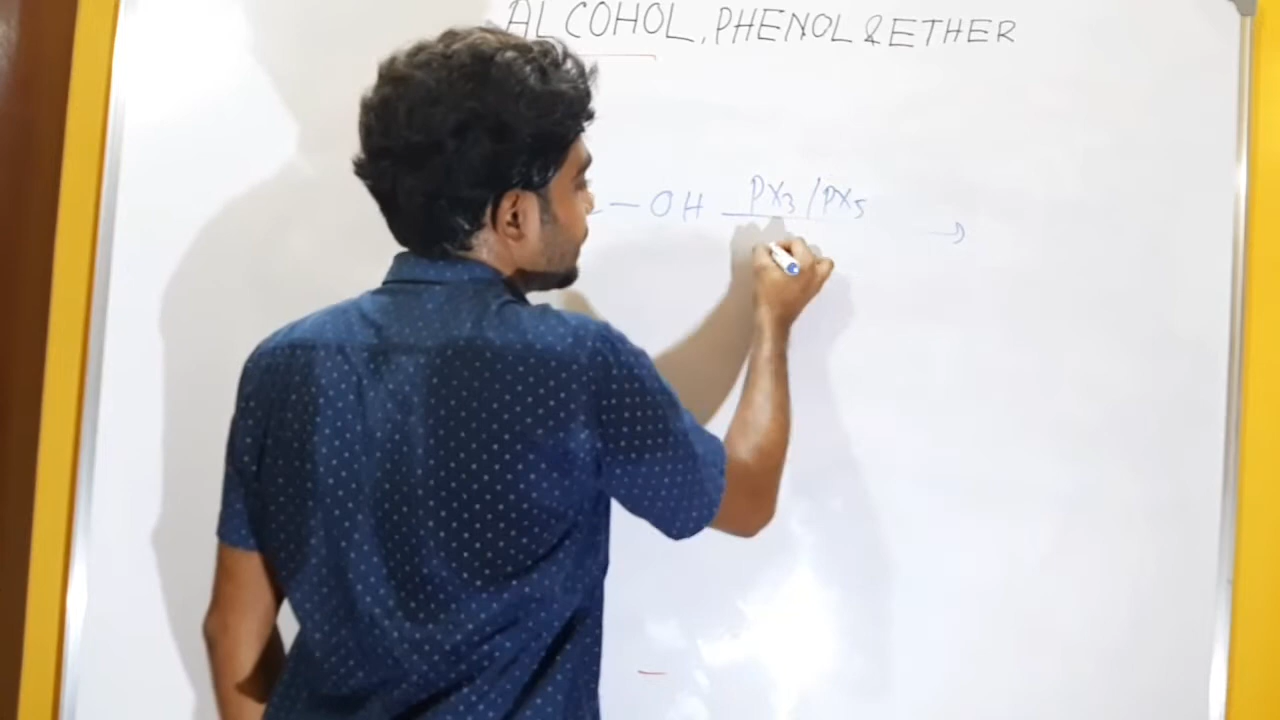 ALCOHOL, PHENOL & ETHER
— OH PX3 / PX5 →